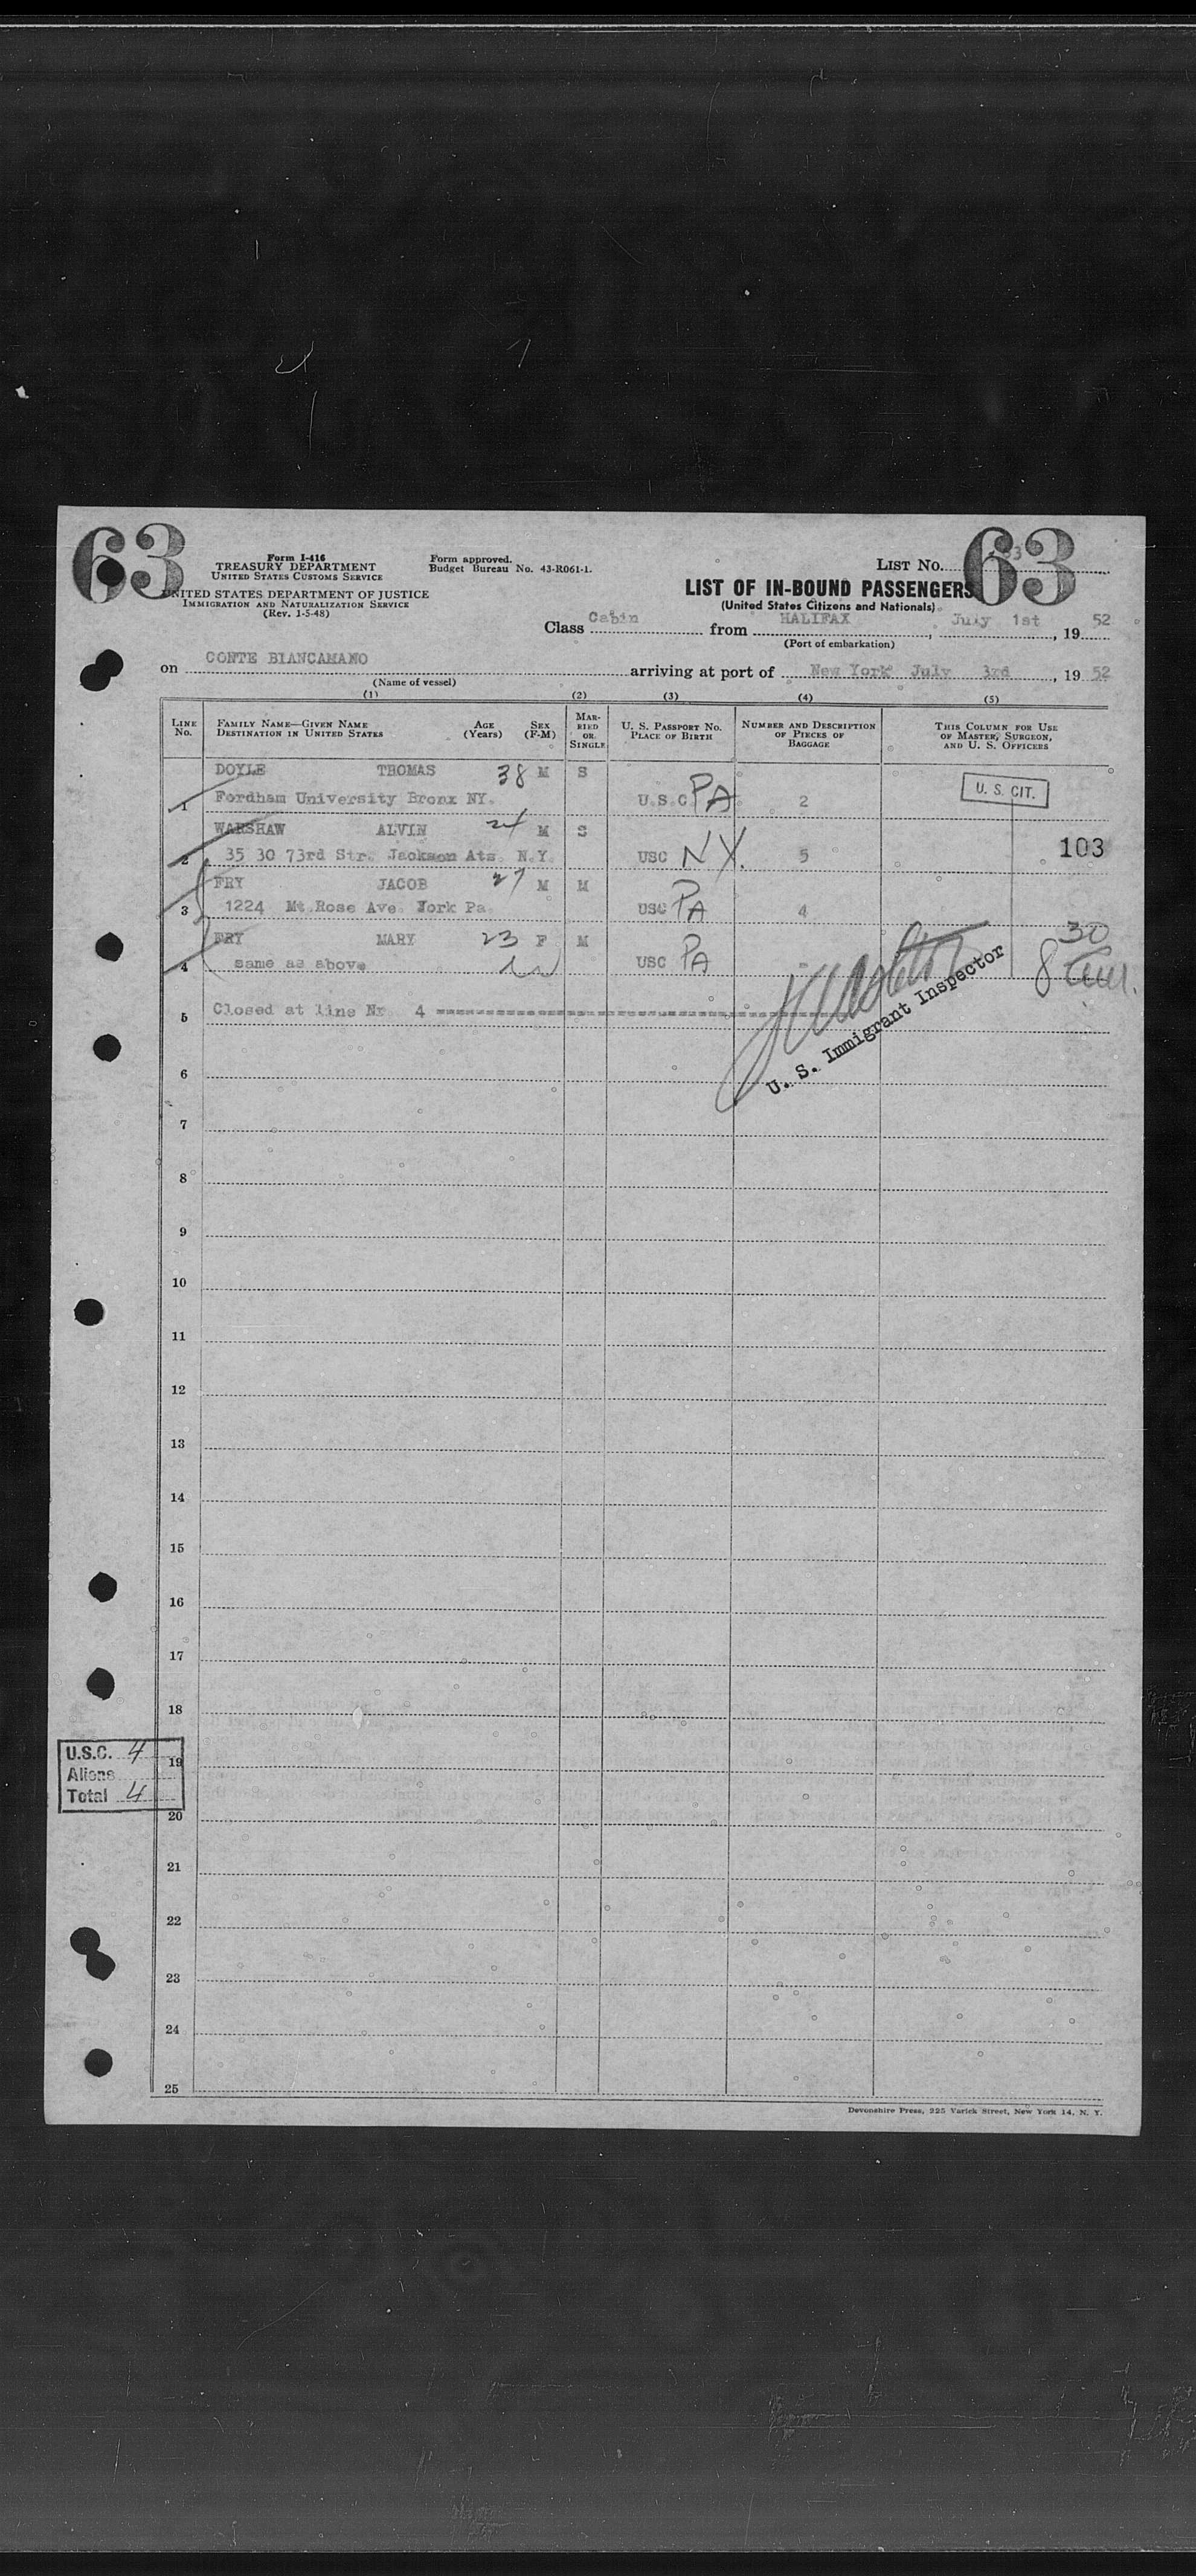 63
63
Form I-416
TREASURY DEPARTMENT
UNITED STATES CUSTOMS SERVICE
UNITED STATES DEPARTMENT OF JUSTICE
IMMIGRATION AND NATURALIZATION SERVICE
(Rev. 1-5-48)
Form approved.
Budget Bureau No. 43-R061-1.
LIST No.
LIST OF IN-BOUND PASSENGERS
(United States Citizens and Nationals)
Class Cabin from HALIFAX, July 1st, 19 52
(Port of embarkation)
on CONTE BIANCAMANO arriving at port of New York July 3rd, 19 52
(Name of vessel)
(1) (2) (3) (4) (5)
LINE No. FAMILY NAME—GIVEN NAME DESTINATION IN UNITED STATES AGE (Years) SEX (F-M) MARRIED OR SINGLE U. S. PASSPORT NO. PLACE OF BIRTH NUMBER AND DESCRIPTION OF PIECES OF BAGGAGE THIS COLUMN FOR USE OF MASTER, SURGEON, AND U. S. OFFICERS
DOYLE THOMAS 38 M S
U. S. CIT.
1 Fordham University Bronx NY. U.S.C PA 2
WARSHAW ALVIN 24 M S
2 35 30 73rd Str. Jackson Ats. N.Y. USC NY. 5 103
FRY JACOB 27 M M
3 1224 Mt.Rose Ave. York Pa. USC PA 4
FRY MARY 23 F M 30
4 same as above USC PA - 8
5 Closed at line Nr 4
U. S. Immigrant Inspector
6
7
8
9
10
11
12
13
14
15
16
17
18
U.S.C. 4
19
Aliens
Total 4
20
21
22
23
24
25
Devonshire Press, 225 Varick Street, New York 14, N. Y.